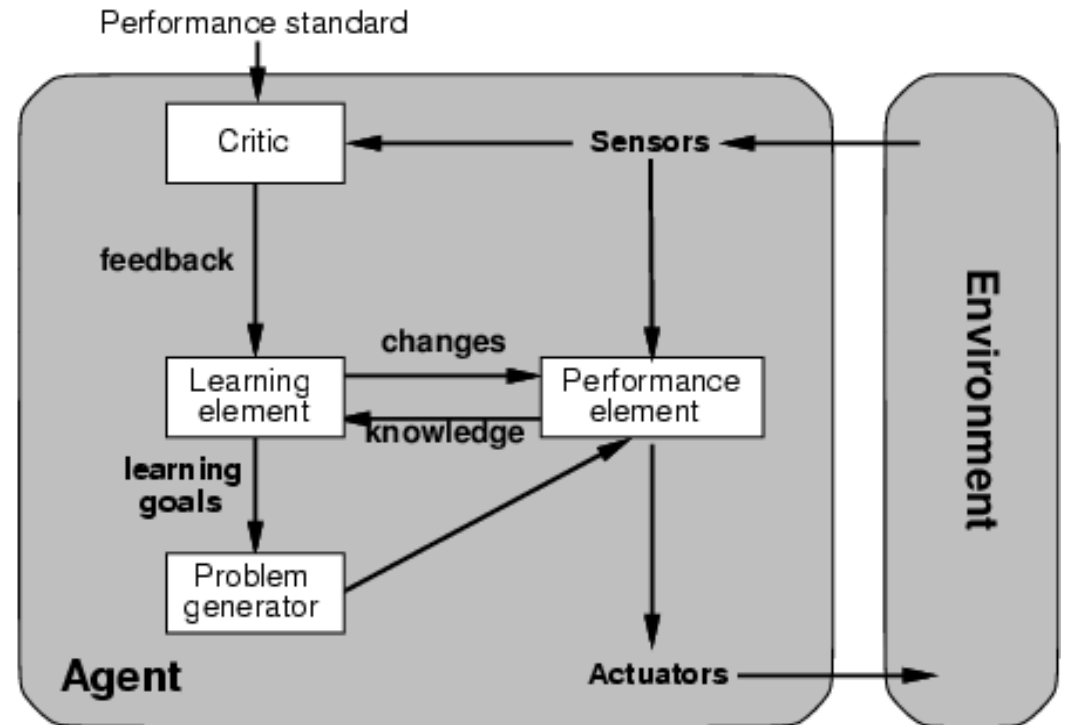 Performance standard
Critic
Sensors
feedback
changes
Learning
element
Performance
element
knowledge
learning
goals
Problem
generator
Agent
Actuators
Environment